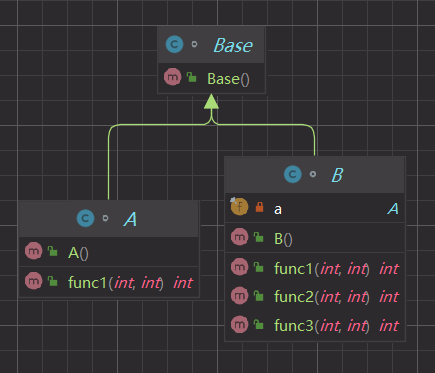 C Base
m Base()
C A
m A()
m func1(int, int) int
C B
f a A
m B()
m func1(int, int) int
m func2(int, int) int
m func3(int, int) int